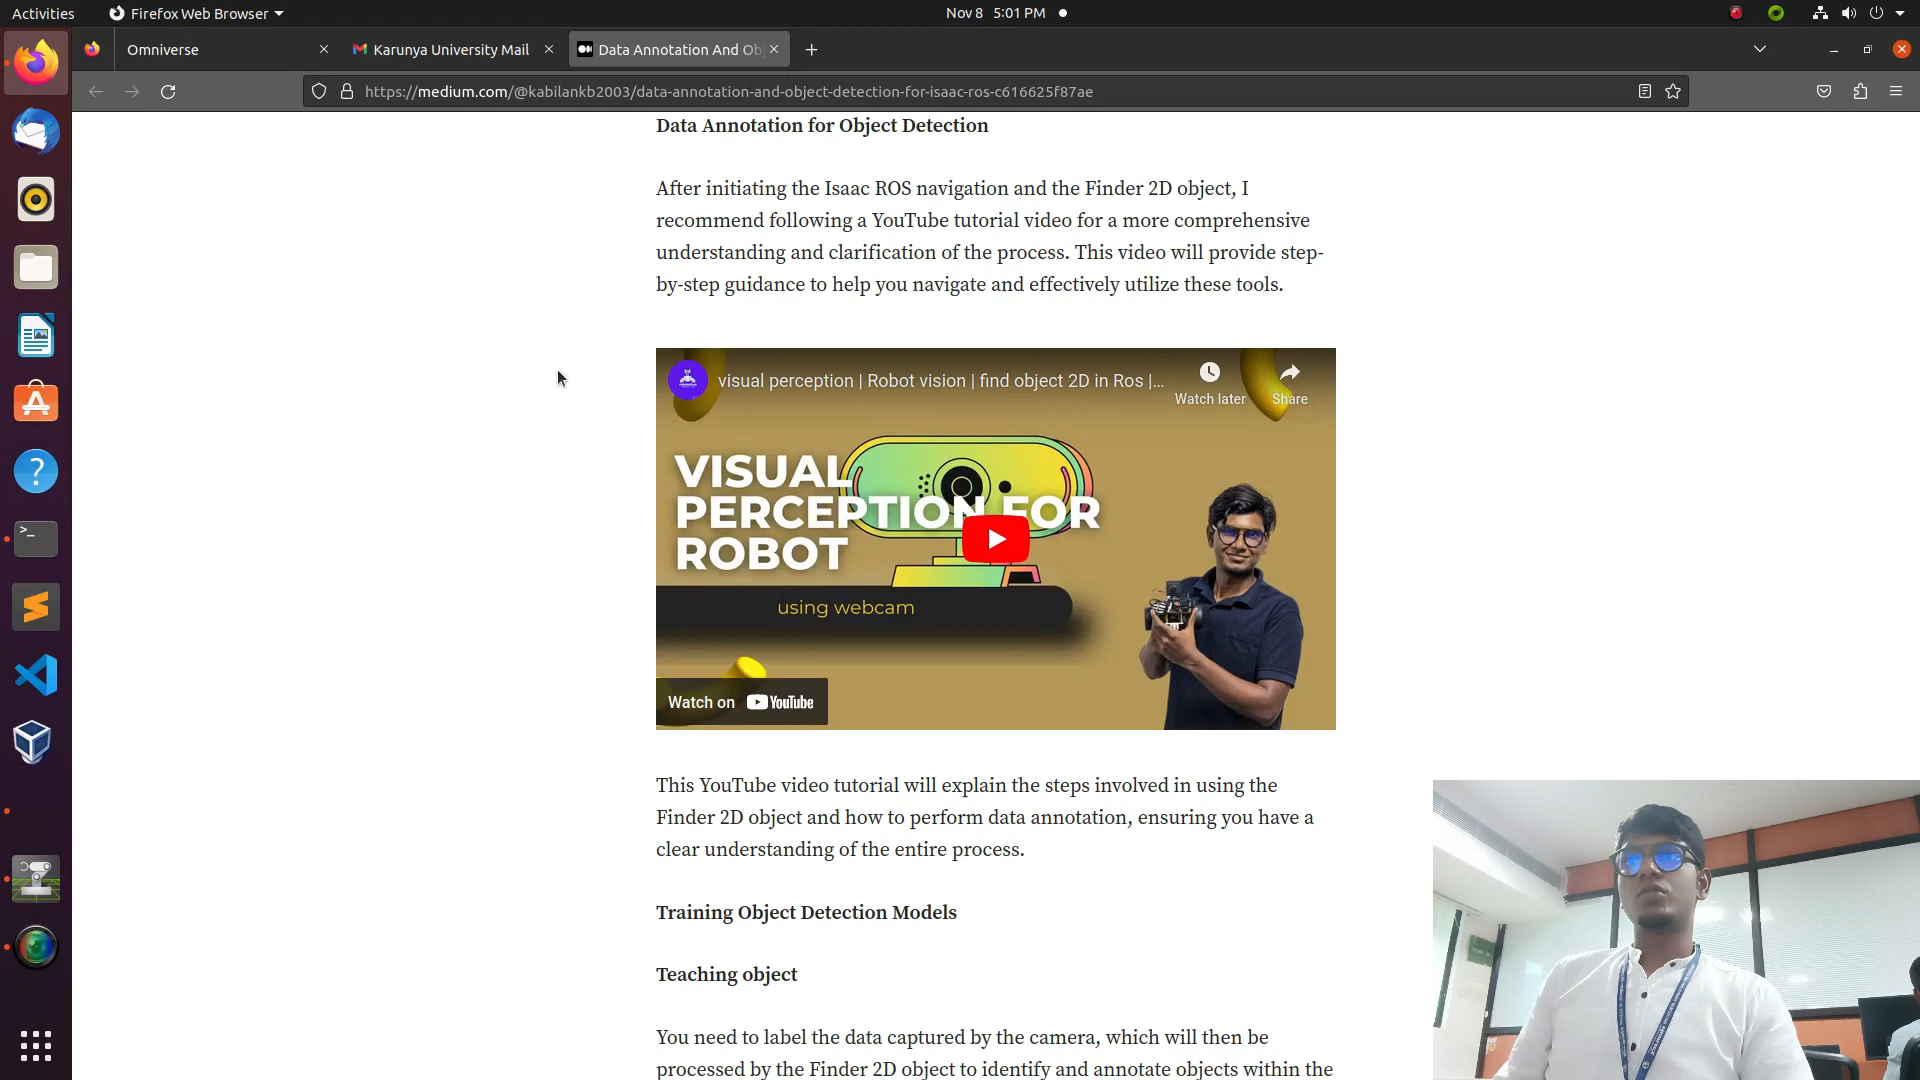 Activities
Firefox Web Browser
Nov 8 5:01 PM
Omniverse
Karunya University Mail
Data Annotation And Ob
https://medium.com/@kabilankb2003/data-annotation-and-object-detection-for-isaac-ros-c616625f87ae
Data Annotation for Object Detection
After initiating the Isaac ROS navigation and the Finder 2D object, I
recommend following a YouTube tutorial video for a more comprehensive
understanding and clarification of the process. This video will provide step-
by-step guidance to help you navigate and effectively utilize these tools.
visual perception | Robot vision | find object 2D in Ros |...
Watch later
Share
VISUAL
PERCEPTION FOR
ROBOT
using webcam
Watch on YouTube
This YouTube video tutorial will explain the steps involved in using the
Finder 2D object and how to perform data annotation, ensuring you have a
clear understanding of the entire process.
Training Object Detection Models
Teaching object
You need to label the data captured by the camera, which will then be
processed by the Finder 2D object to identify and annotate objects within the